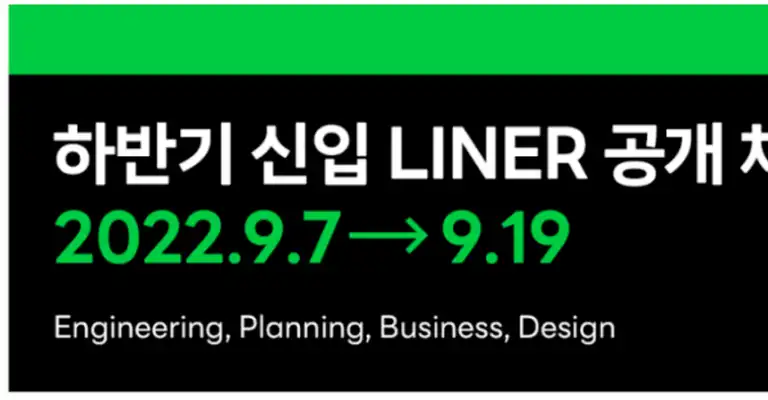 하반기 신입 LINER 공개
2022.9.7→9.19
Engineering, Planning, Business, Design